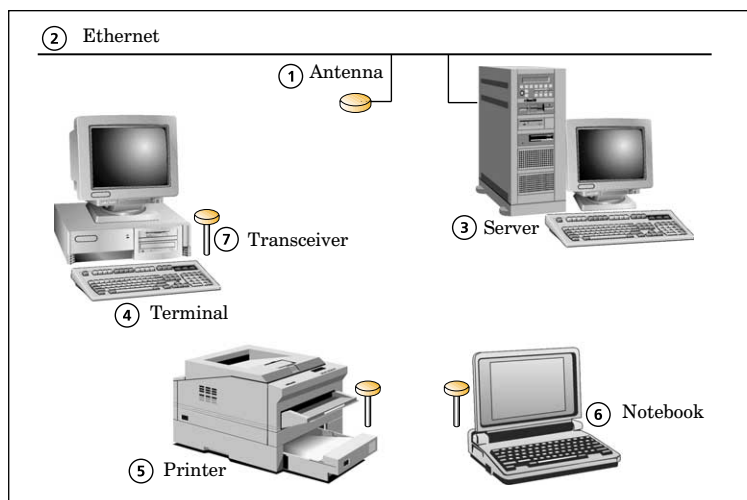 2 Ethernet
1 Antenna
3 Server
7 Transceiver
4 Terminal
6 Notebook
5 Printer